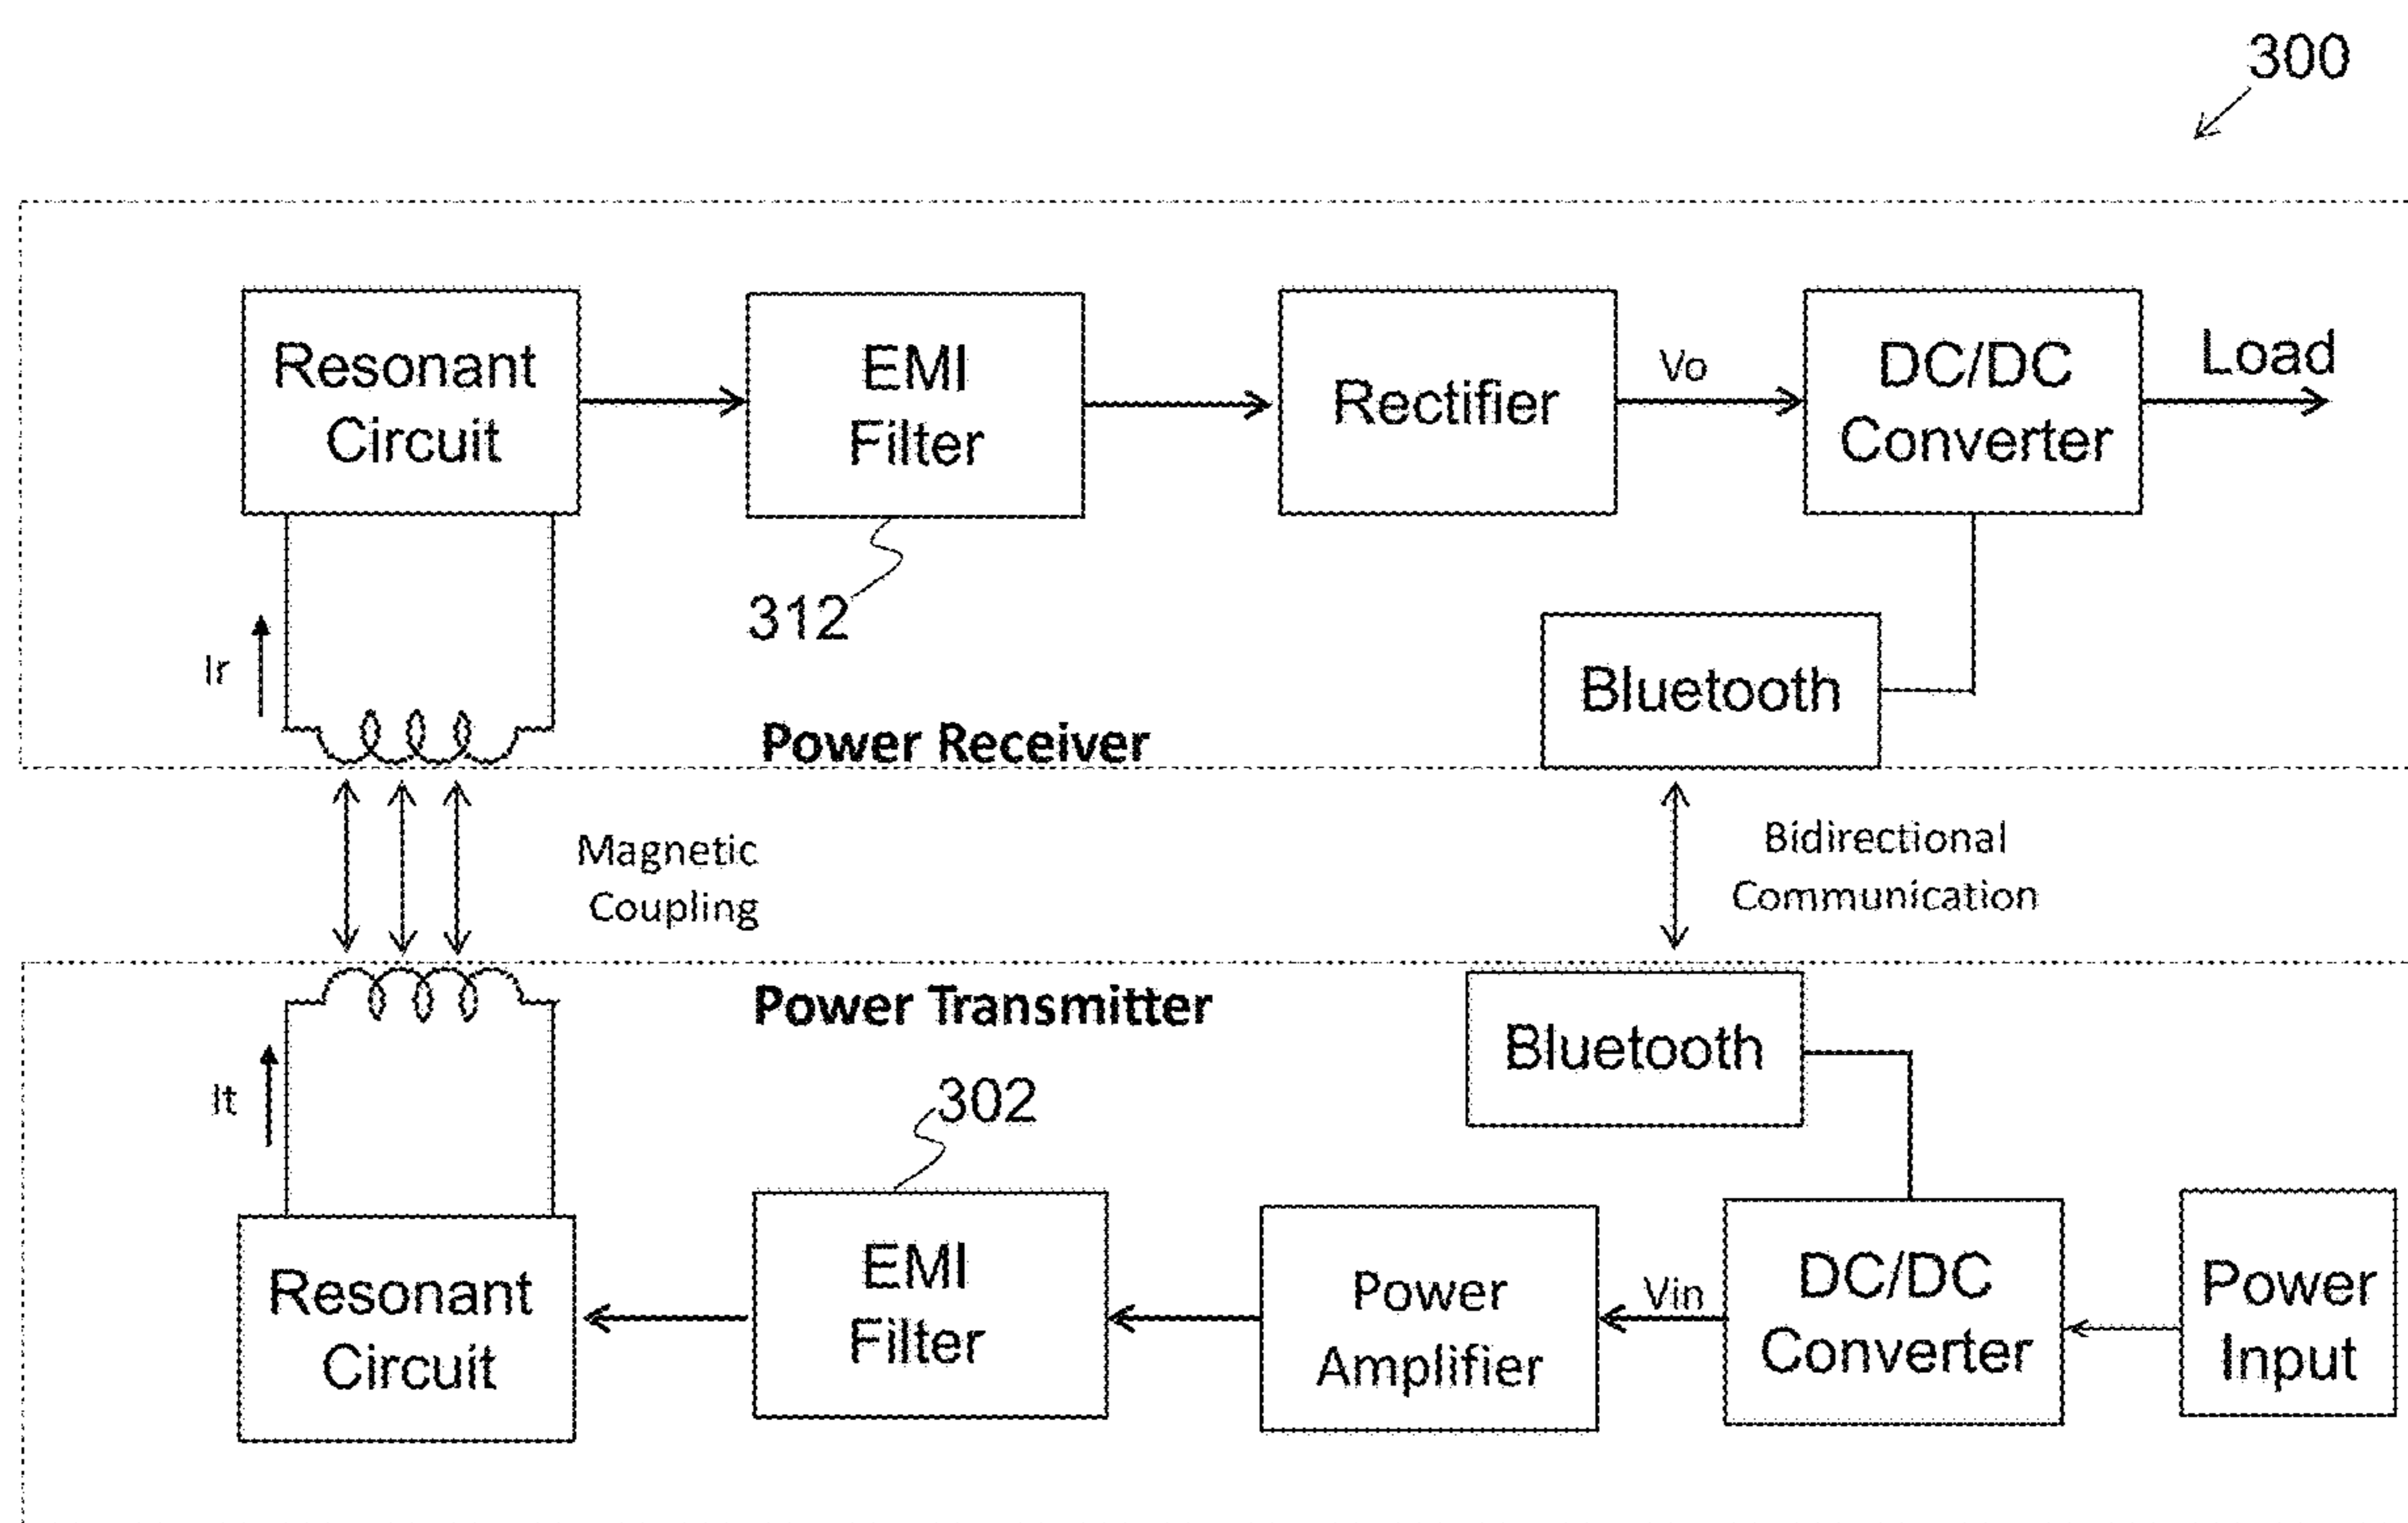 300
Resonant
Circuit
EMI
Filter
Rectifier
Vo
DC/DC
Converter
Load
312
Ir
Bluetooth
Power Receiver
Magnetic
Coupling
Bidirectional
Communication
Power Transmitter
Bluetooth
It
302
Resonant
Circuit
EMI
Filter
Power
Amplifier
Vin
DC/DC
Converter
Power
Input